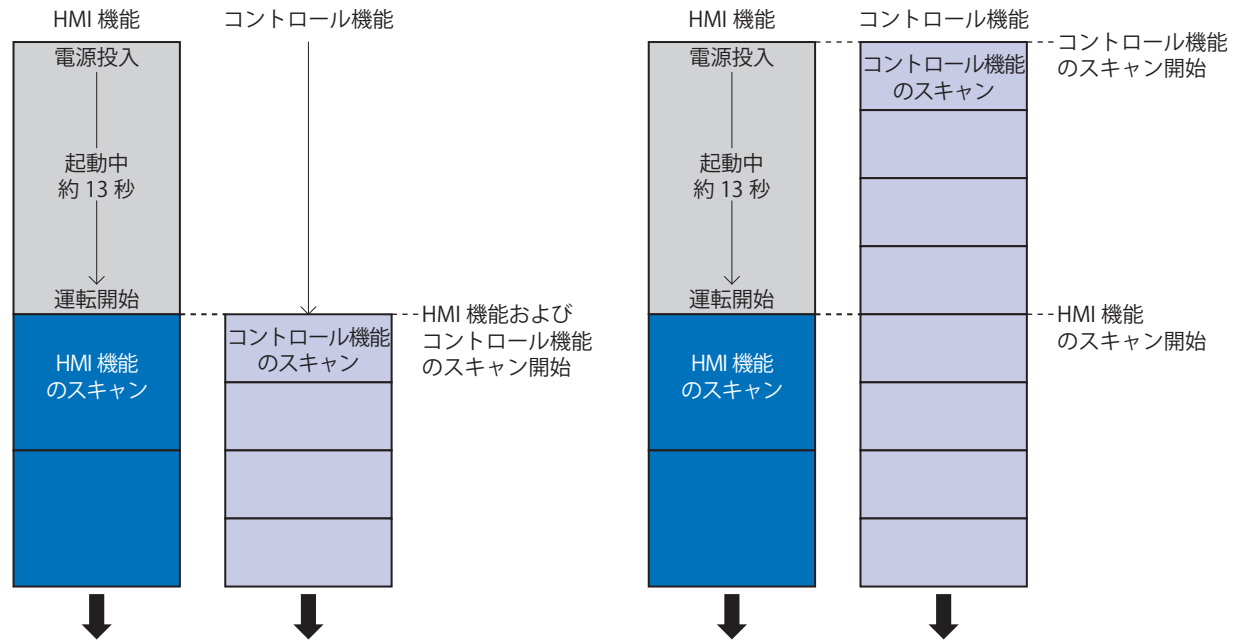 HMI 機能
コントロール機能
電源投入
起動中
約 13 秒
運転開始
HMI 機能
のスキャン
コントロール機能
のスキャン
HMI 機能および
コントロール機能
のスキャン開始
HMI 機能
コントロール機能
電源投入
起動中
約 13 秒
運転開始
HMI 機能
のスキャン
コントロール機能
のスキャン
コントロール機能
のスキャン開始
HMI 機能
のスキャン開始